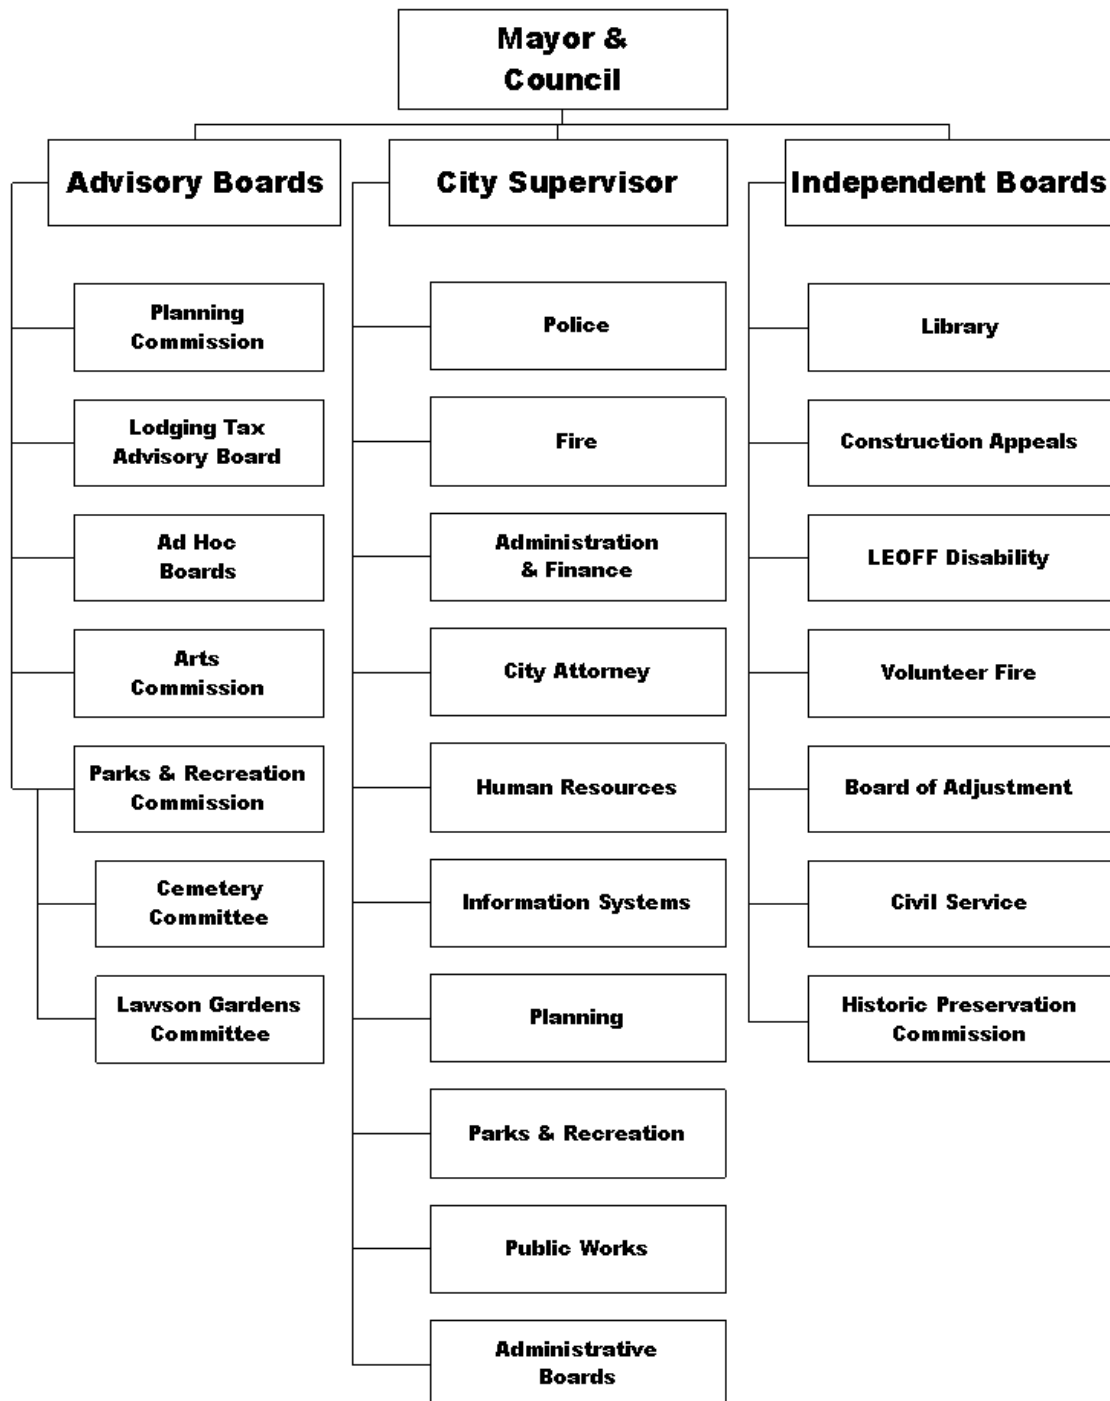 Mayor &
Council
Advisory Boards
City Supervisor
Independent Boards
Planning
Commission
Lodging Tax
Advisory Board
Ad Hoc
Boards
Arts
Commission
Parks & Recreation
Commission
Cemetery
Committee
Lawson Gardens
Committee
Police
Fire
Administration
& Finance
City Attorney
Human Resources
Information Systems
Planning
Parks & Recreation
Public Works
Administrative
Boards
Library
Construction Appeals
LEOFF Disability
Volunteer Fire
Board of Adjustment
Civil Service
Historic Preservation
Commission